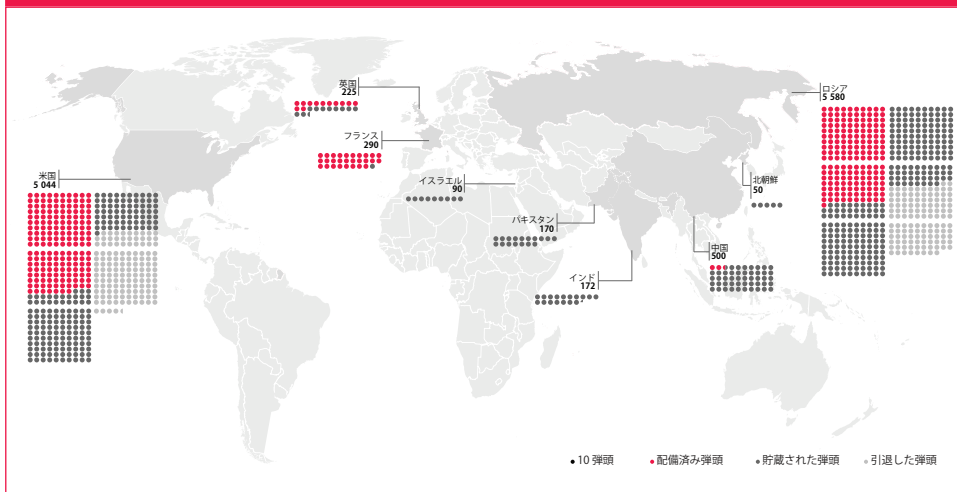 英国
225
フランス
290
米国
5 044
イスラエル
90
パキスタン
170
インド
172
ロシア
5 580
北朝鮮
50
中国
500
10 弾頭
配備済み弾頭
貯蔵された弾頭
引退した弾頭